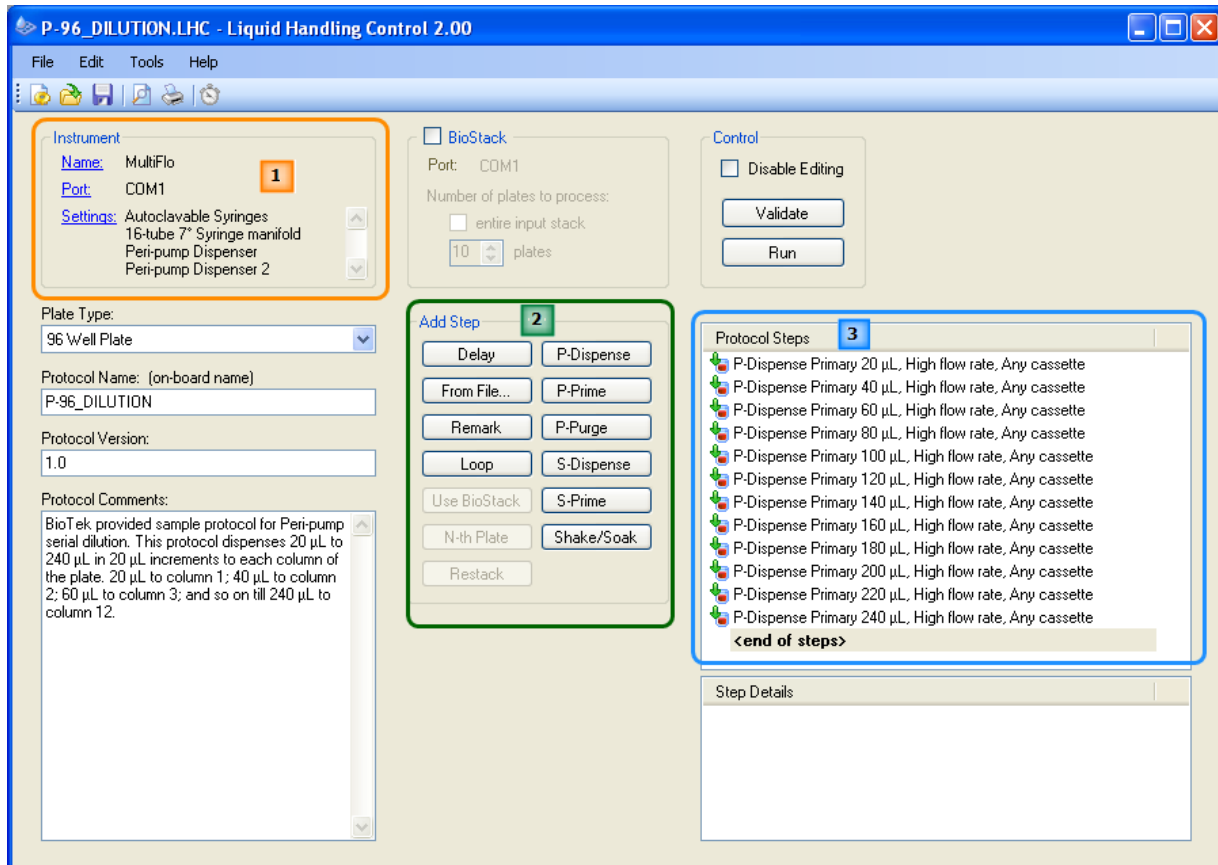 P-96_DILUTION.LHC - Liquid Handling Control 2.00
File Edit Tools Help
Instrument
Name: MultiFlo
Port: COM1
Settings: Autoclavable Syringes
16-tube 7° Syringe manifold
Peri-pump Dispenser
Peri-pump Dispenser 2
1
BioStack
Port: COM1
Number of plates to process:
entire input stack
10 plates
Control
Disable Editing
Validate
Run
Plate Type:
96 Well Plate
Protocol Name: (on-board name)
P-96_DILUTION
Protocol Version:
1.0
Protocol Comments:
BioTek provided sample protocol for Peri-pump
serial dilution. This protocol dispenses 20 µL to
240 µL in 20 µL increments to each column of
the plate. 20 µL to column 1; 40 µL to column
2; 60 µL to column 3; and so on till 240 µL to
column 12.
Add Step 2
Delay P-Dispense
From File... P-Prime
Remark P-Purge
Loop S-Dispense
Use BioStack S-Prime
N-th Plate Shake/Soak
Restack
Protocol Steps 3
P-Dispense Primary 20 µL, High flow rate, Any cassette
P-Dispense Primary 40 µL, High flow rate, Any cassette
P-Dispense Primary 60 µL, High flow rate, Any cassette
P-Dispense Primary 80 µL, High flow rate, Any cassette
P-Dispense Primary 100 µL, High flow rate, Any cassette
P-Dispense Primary 120 µL, High flow rate, Any cassette
P-Dispense Primary 140 µL, High flow rate, Any cassette
P-Dispense Primary 160 µL, High flow rate, Any cassette
P-Dispense Primary 180 µL, High flow rate, Any cassette
P-Dispense Primary 200 µL, High flow rate, Any cassette
P-Dispense Primary 220 µL, High flow rate, Any cassette
P-Dispense Primary 240 µL, High flow rate, Any cassette
<end of steps>
Step Details